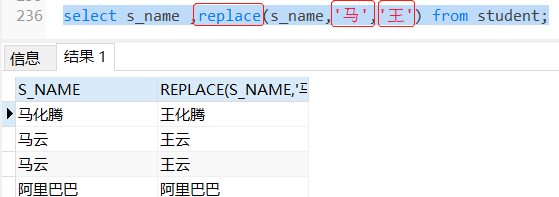 236 select s_name ,replace(s_name,'马','王') from student;
信息 结果 1
S_NAME REPLACE(S_NAME,'马
马化腾 王化腾
马云 王云
马云 王云
阿里巴巴 阿里巴巴